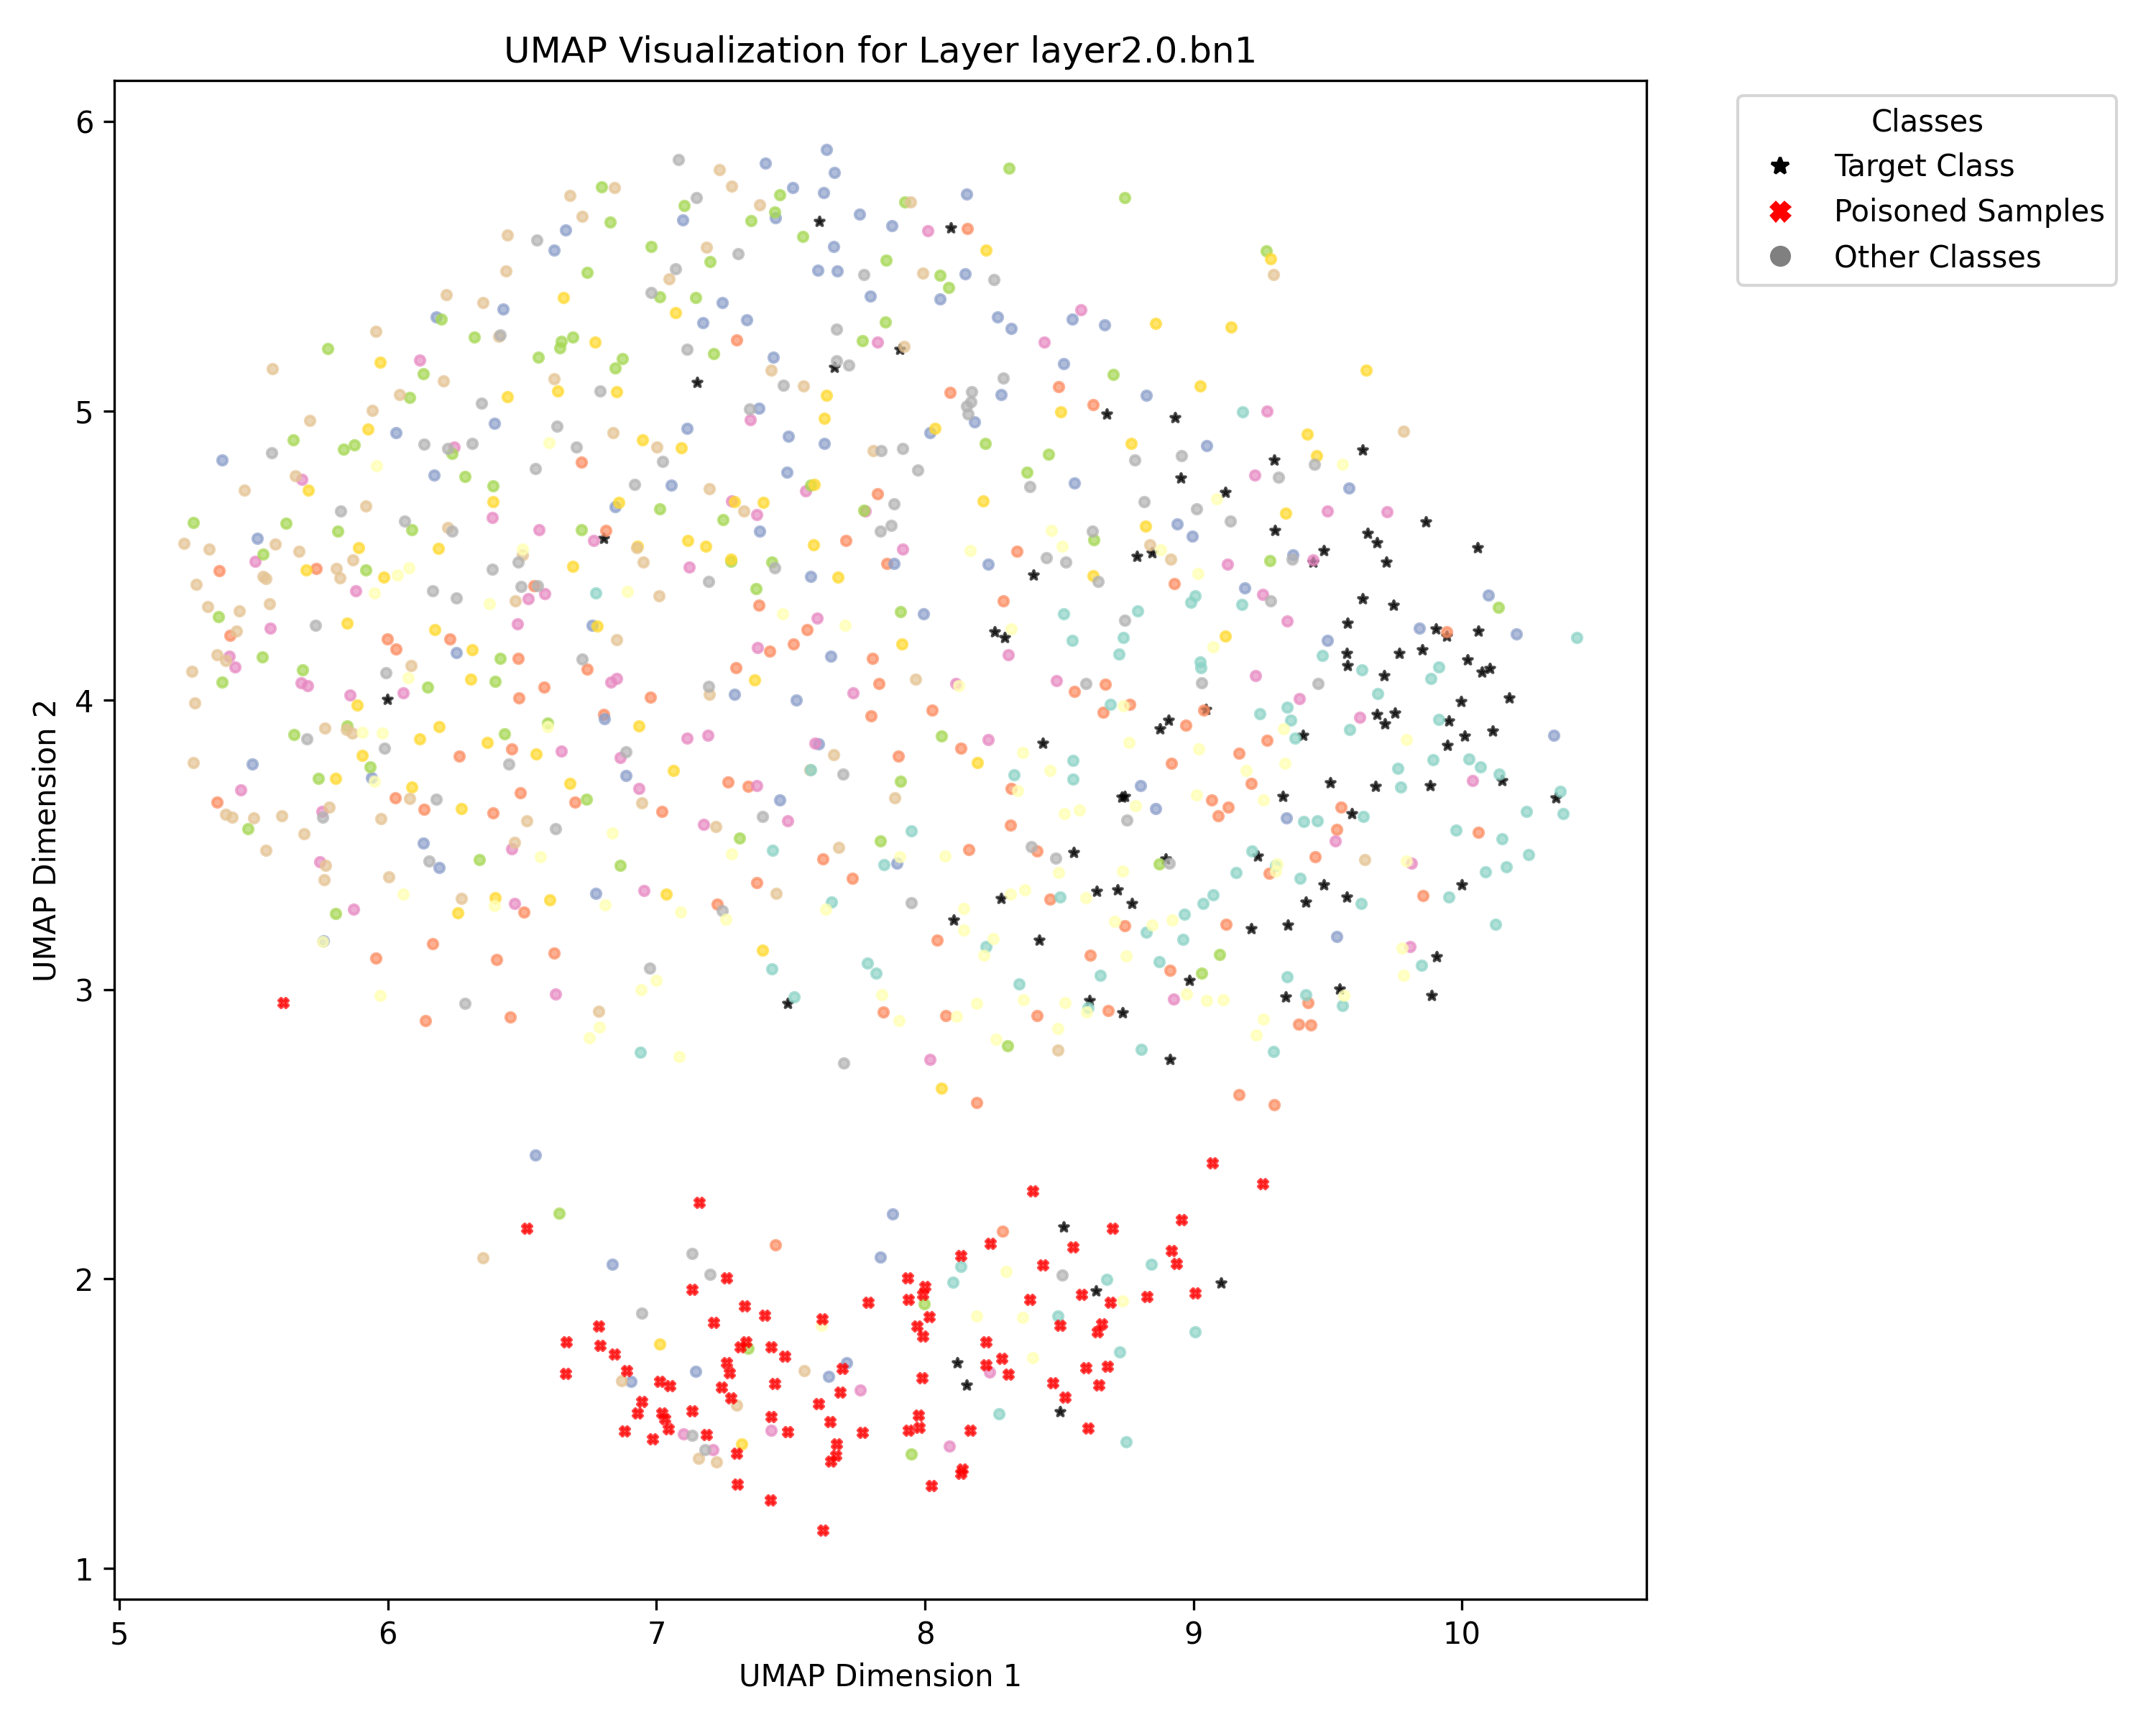 UMAP Visualization for Layer layer2.0.bn1
Classes
Target Class
Poisoned Samples
Other Classes
UMAP Dimension 2
6
5
4
3
2
1
5 6 7 8 9 10
UMAP Dimension 1